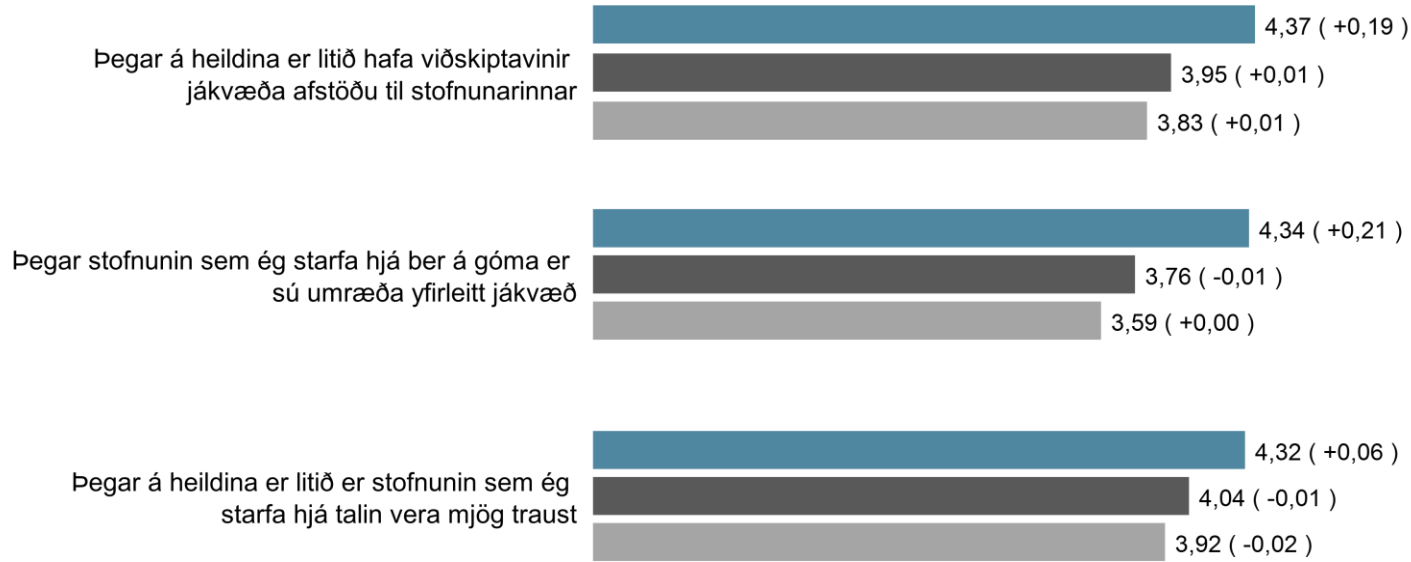 4,37 ( +0,19 )
Þegar á heildina er litið hafa viðskiptavinir
jákvæða afstöðu til stofnunarinnar
3,95 ( +0,01 )
3,83 ( +0,01 )
4,34 ( +0,21 )
Þegar stofnunin sem ég starfa hjá ber á góma er
sú umræða yfirleitt jákvæð
3,76 ( -0,01 )
3,59 ( +0,00 )
4,32 ( +0,06 )
Þegar á heildina er litið er stofnunin sem ég
starfa hjá talin vera mjög traust
4,04 ( -0,01 )
3,92 ( -0,02 )